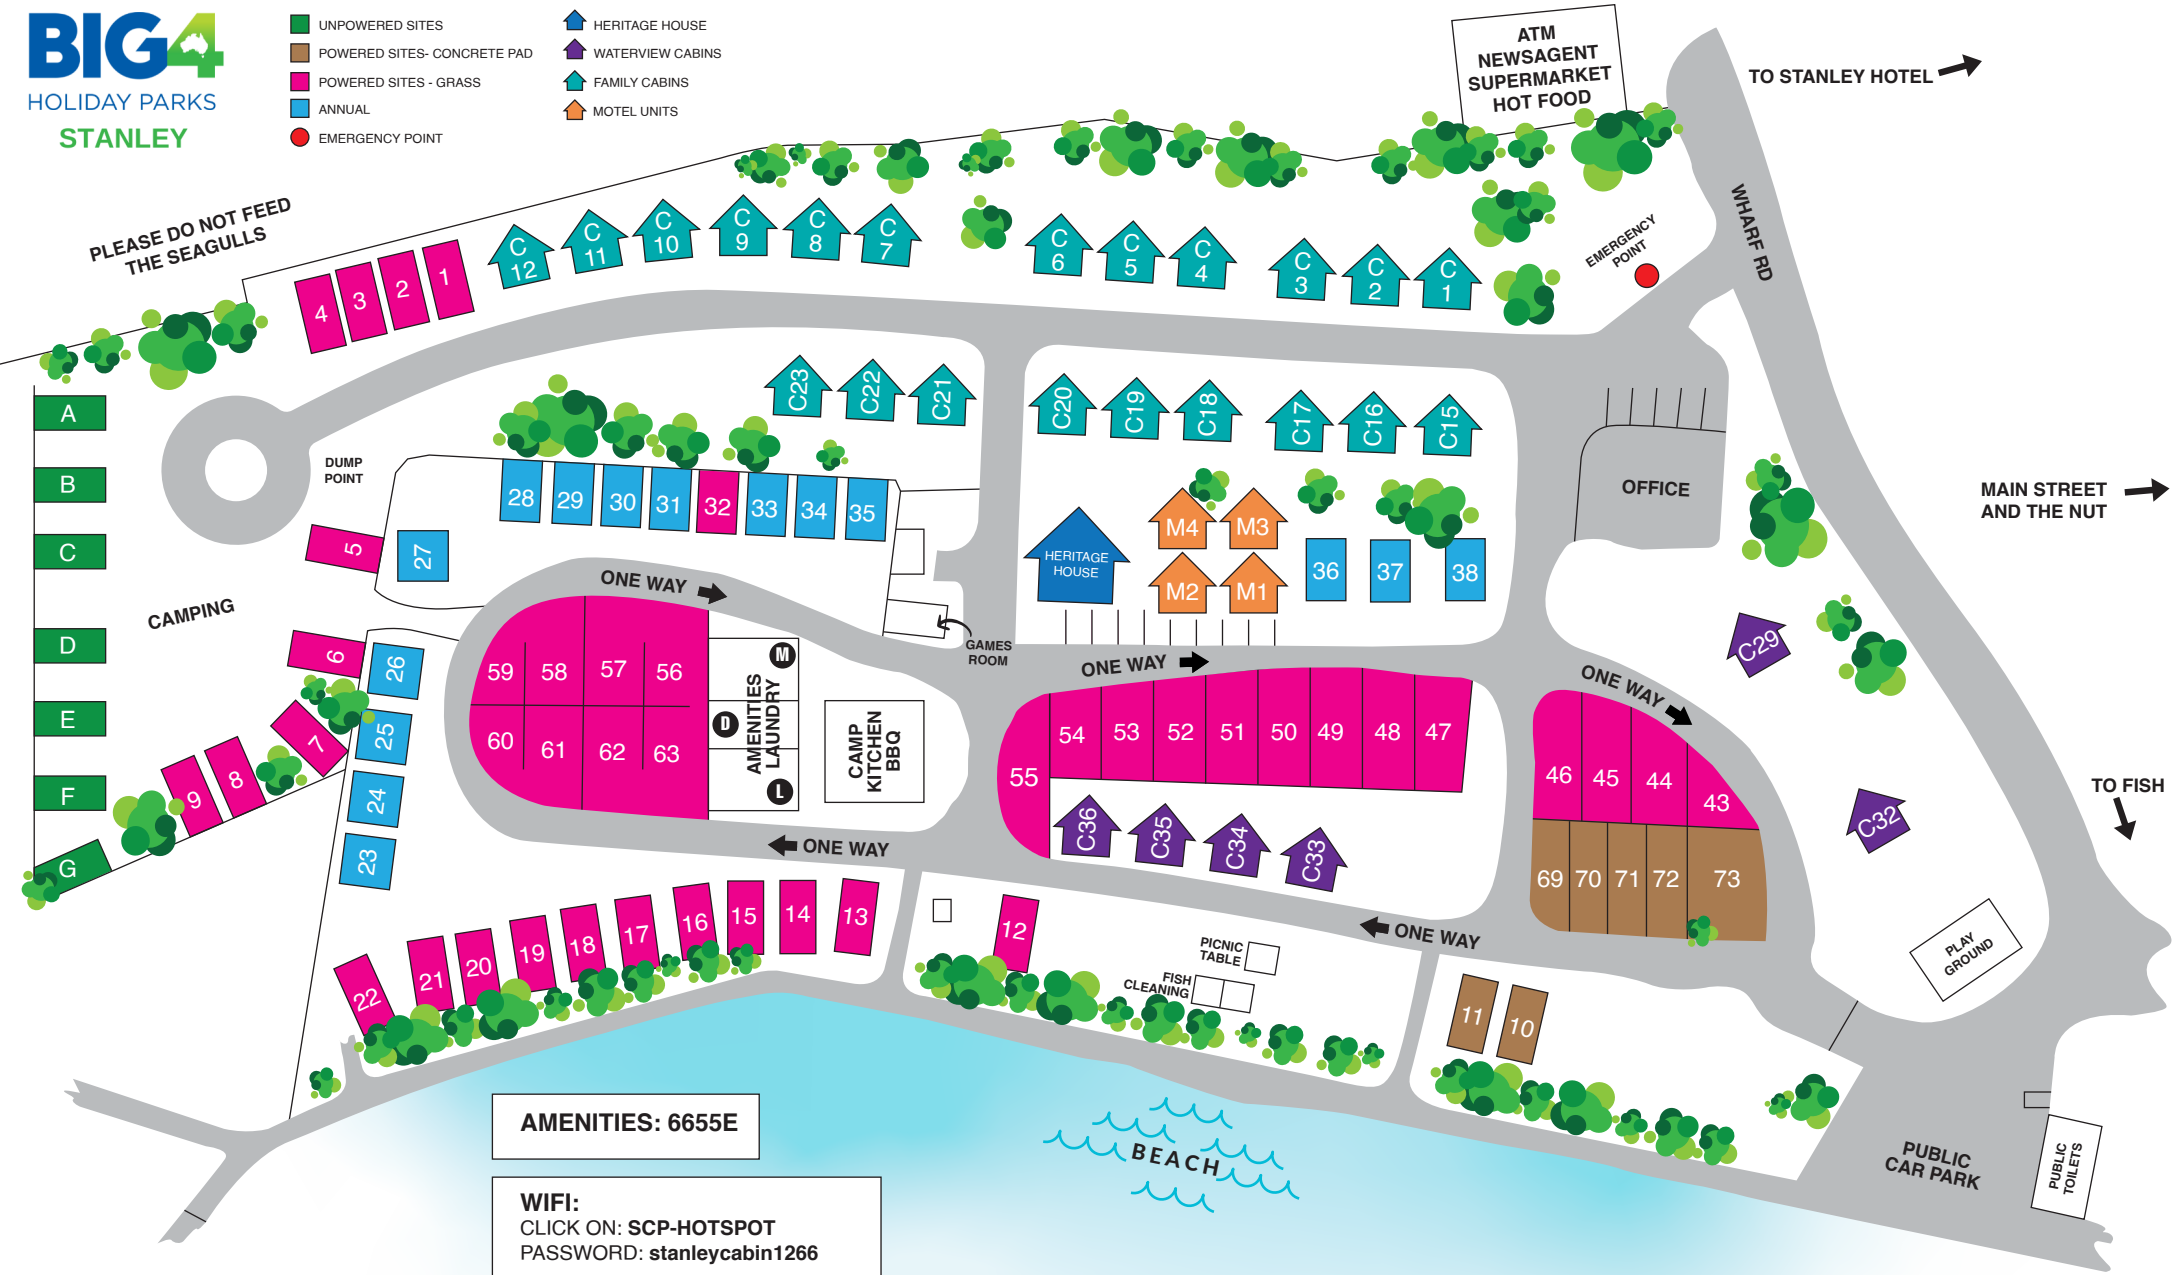 BIG4
HOLIDAY PARKS
STANLEY
UNPOWERED SITES
POWERED SITES- CONCRETE PAD
POWERED SITES - GRASS
ANNUAL
EMERGENCY POINT
HERITAGE HOUSE
WATERVIEW CABINS
FAMILY CABINS
MOTEL UNITS
ATM
NEWSAGENT
SUPERMARKET
HOT FOOD
TO STANLEY HOTEL
WHARF RD
EMERGENCY
POINT
PLEASE DO NOT FEED
THE SEAGULLS
4
3
2
1
C
12
C
11
C
10
C
9
C
8
C
7
C
6
C
5
C
4
C
3
C
2
C
1
C23
C22
C21
C20
C19
C18
C17
C16
C15
A
B
C
D
E
F
G
DUMP
POINT
CAMPING
5
27
28
29
30
31
32
33
34
35
HERITAGE
HOUSE
M4
M3
M2
M1
36
37
38
OFFICE
MAIN STREET
AND THE NUT
ONE WAY
GAMES
ROOM
ONE WAY
ONE WAY
6
26
25
24
23
7
8
9
59
58
57
56
60
61
62
63
M
D
L
AMENITIES
LAUNDRY
CAMP
KITCHEN
BBQ
55
54
53
52
51
50
49
48
47
46
45
44
43
69
70
71
72
73
C29
C32
C36
C35
C34
C33
TO FISH
ONE WAY
ONE WAY
22
21
20
19
18
17
16
15
14
13
12
PICNIC
TABLE
FISH
CLEANING
11
10
PLAY
GROUND
PUBLIC
CAR PARK
PUBLIC
TOILETS
BEACH
AMENITIES: 6655E
WIFI:
CLICK ON: SCP-HOTSPOT
PASSWORD: stanleycabin1266